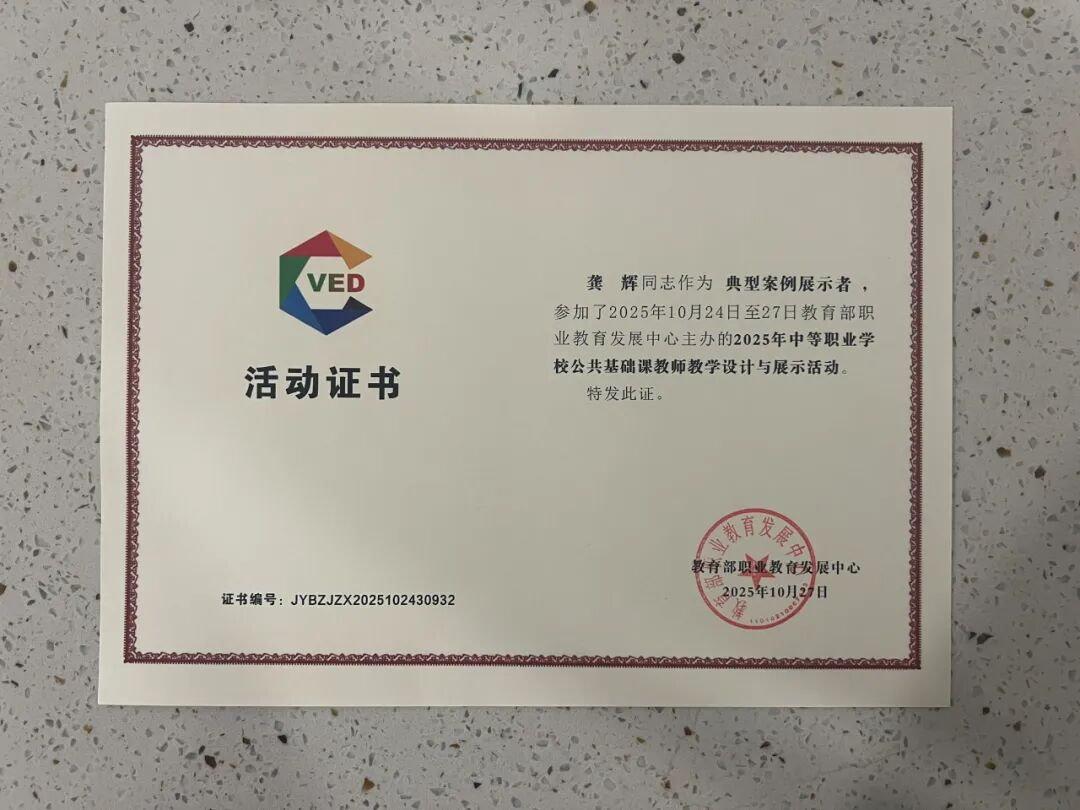 VED
活动证书
龚 辉同志作为 典型案例展示者，
参加了2025年10月24日至27日教育部职
业教育发展中心主办的2025年中等职业学
校公共基础课教师教学设计与展示活动。
特发此证。
教育部职业教育发展中心
2025年10月27日
证书编号：JYBZJZX2025102430932